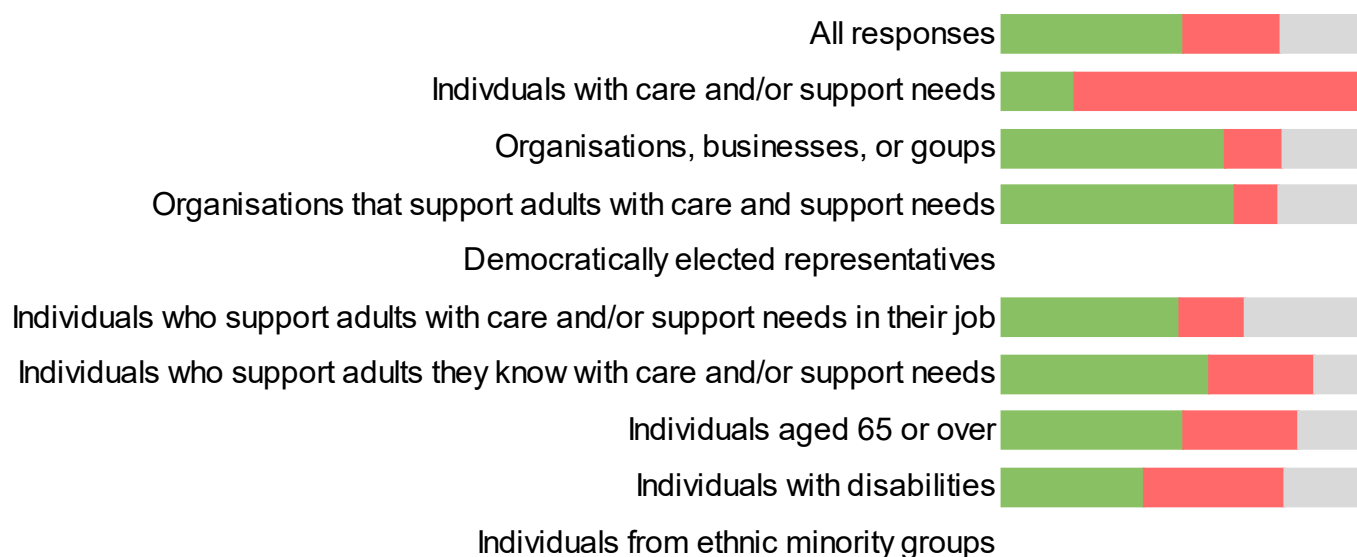 All responses
Indivduals with care and/or support needs
Organisations, businesses, or goups
Organisations that support adults with care and support needs
Democratically elected representatives
Individuals who support adults with care and/or support needs in their job
Individuals who support adults they know with care and/or support needs
Individuals aged 65 or over
Individuals with disabilities
Individuals from ethnic minority groups